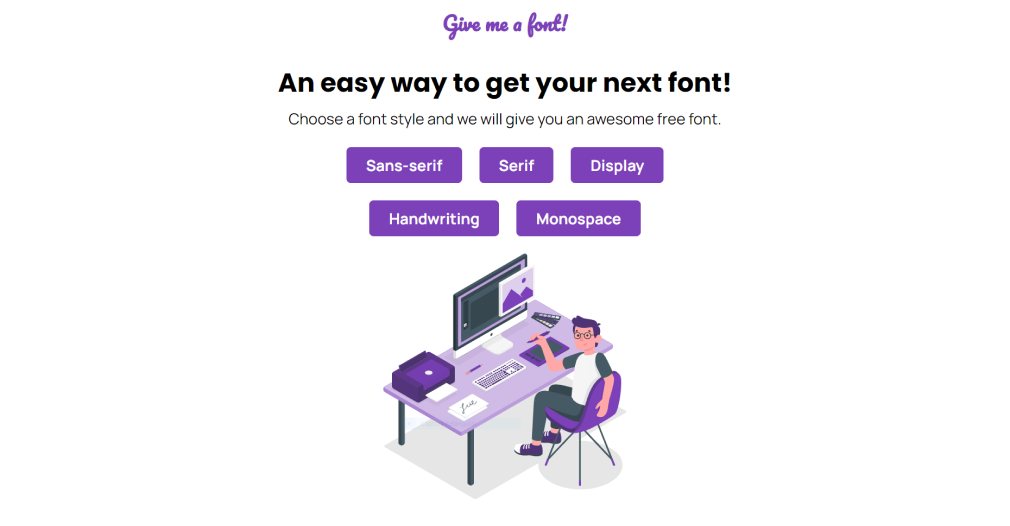 Give me a font!
An easy way to get your next font!
Choose a font style and we will give you an awesome free font.
Sans-serif Serif Display
Handwriting Monospace